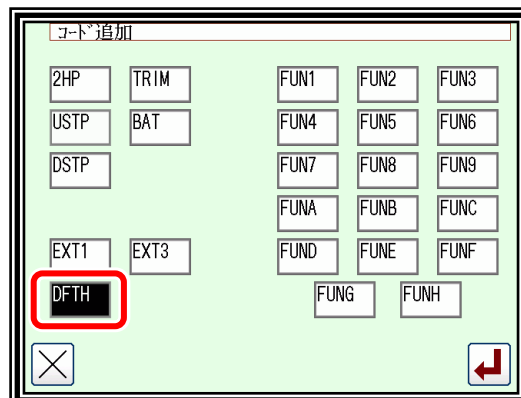 コード追加
2HP TRIM FUN1 FUN2 FUN3
USTP BAT FUN4 FUN5 FUN6
DSTP FUN7 FUN8 FUN9
FUNA FUNB FUNC
EXT1 EXT3 FUND FUNE FUNF
DFTH FUNG FUNH